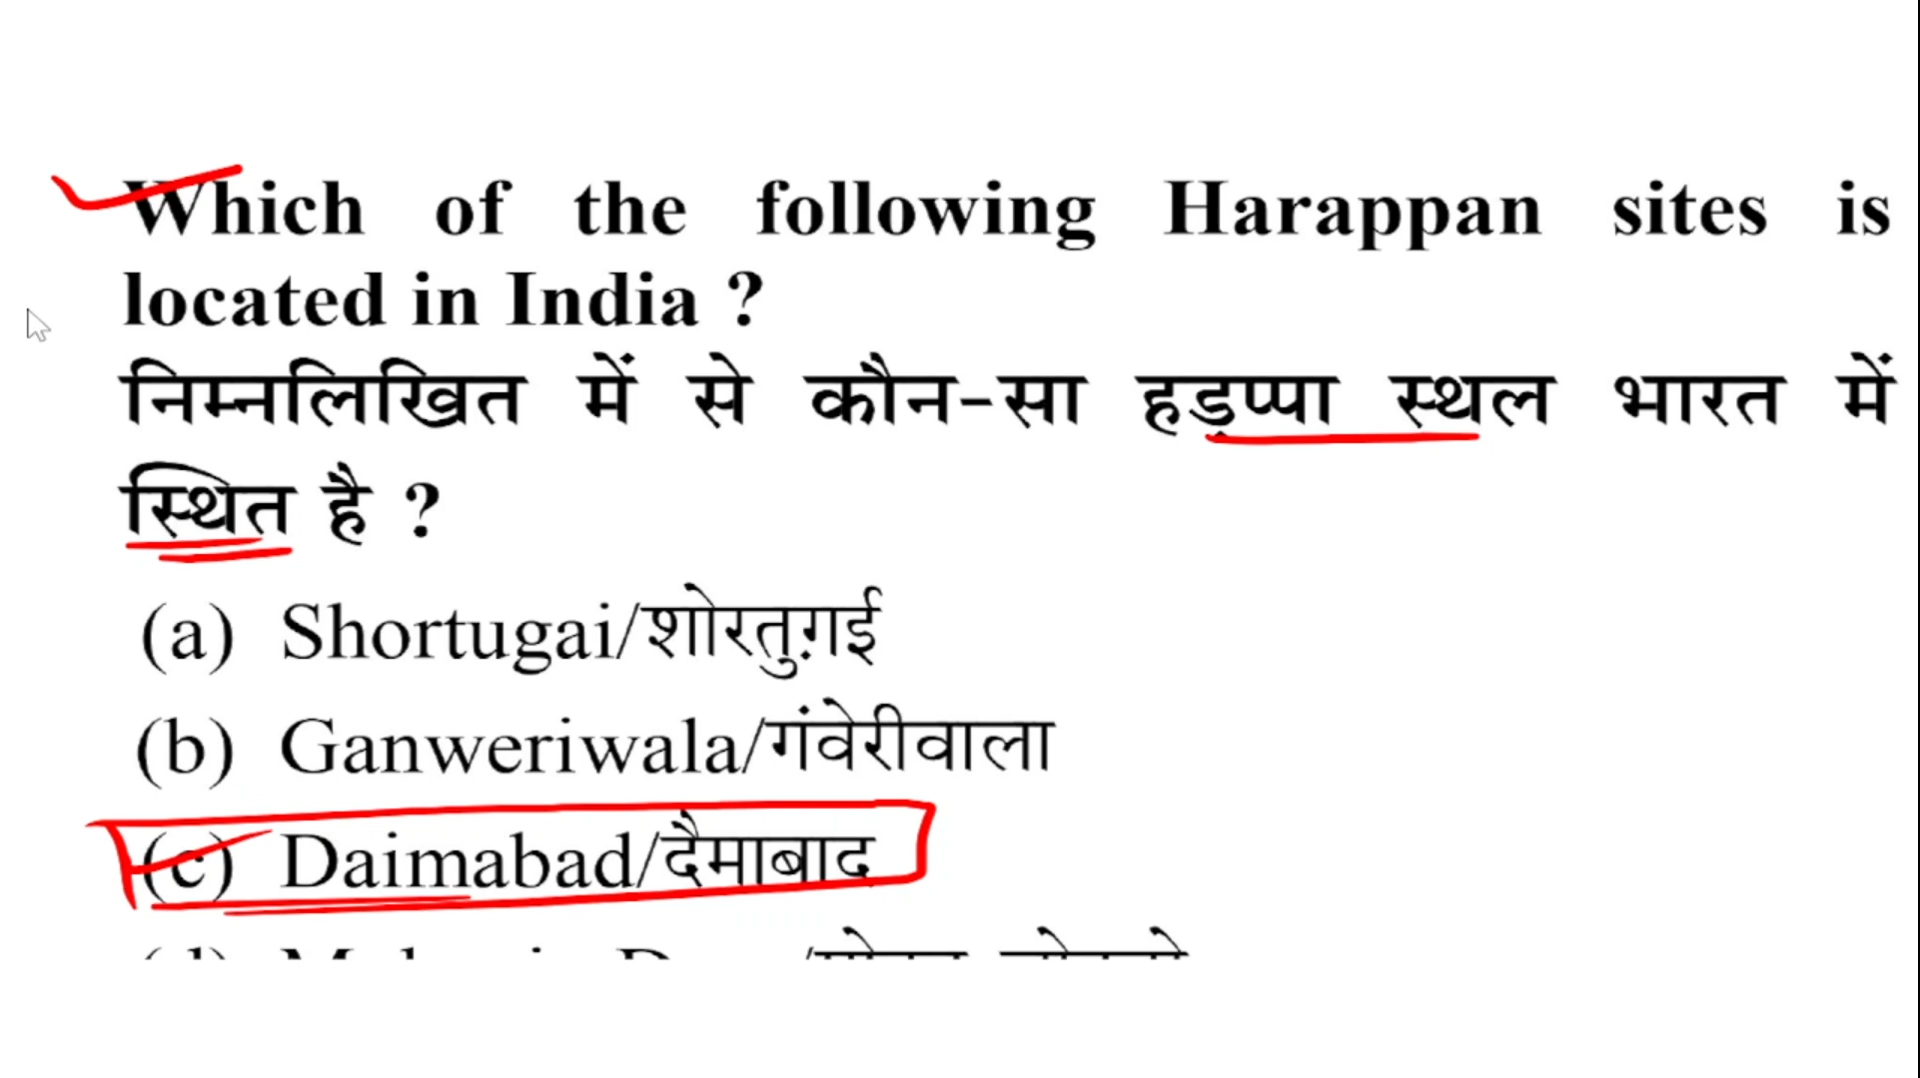 Which of the following Harappan sites is
located in India ?
निम्नलिखित में से कौन-सा हड़प्पा स्थल भारत में
स्थित है ?
(a) Shortugai/शोरतुग़ई
(b) Ganweriwala/गंवेरीवाला
(c) Daimabad/दैमाबाद